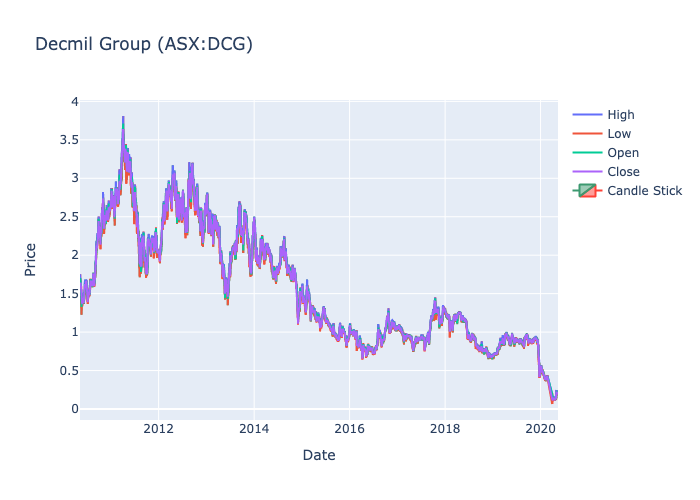 Decmil Group (ASX:DCG)
4
3.5
3
2.5
2
1.5
1
0.5
0
Price
2012
2014
2016
2018
2020
Date
High
Low
Open
Close
Candle Stick